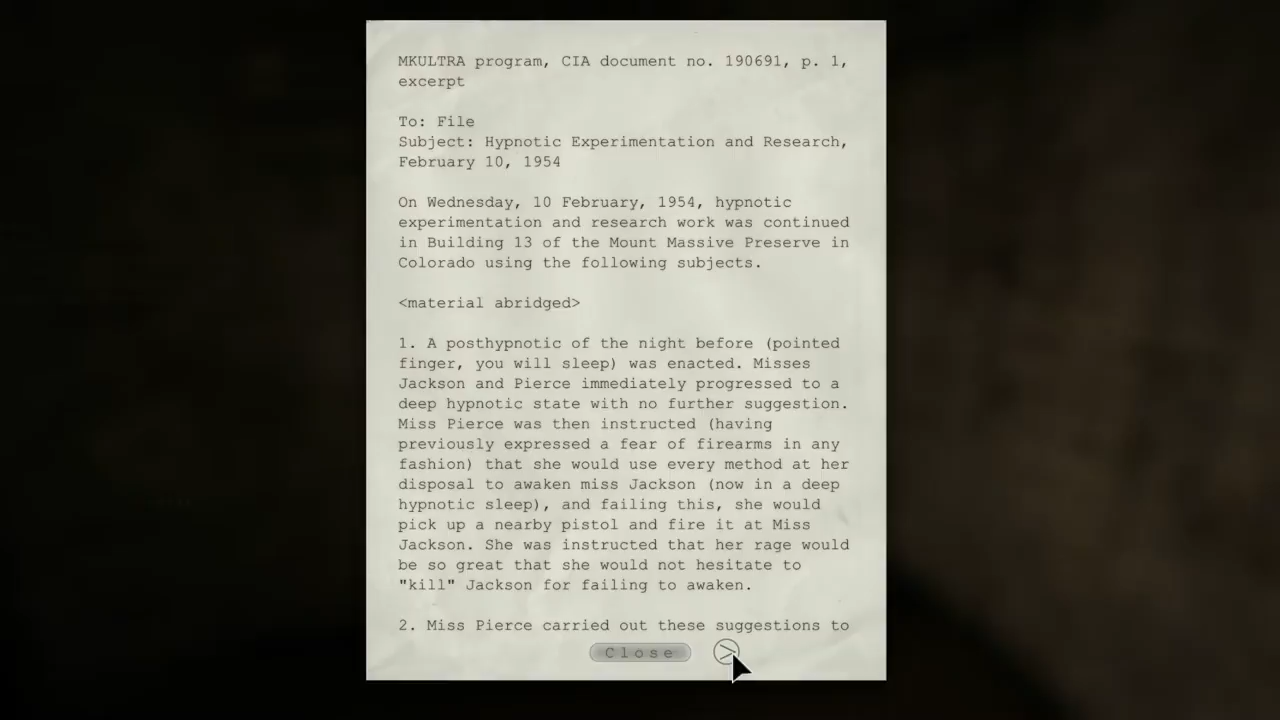 MKULTRA program, CIA document no. 190691, p. 1,
excerpt
To: File
Subject: Hypnotic Experimentation and Research,
February 10, 1954
On Wednesday, 10 February, 1954, hypnotic
experimentation and research work was continued
in Building 13 of the Mount Massive Preserve in
Colorado using the following subjects.
<material abridged>
1. A posthypnotic of the night before (pointed
finger, you will sleep) was enacted. Misses
Jackson and Pierce immediately progressed to a
deep hypnotic state with no further suggestion.
Miss Pierce was then instructed (having
previously expressed a fear of firearms in any
fashion) that she would use every method at her
disposal to awaken miss Jackson (now in a deep
hypnotic sleep), and failing this, she would
pick up a nearby pistol and fire it at Miss
Jackson. She was instructed that her rage would
be so great that she would not hesitate to
"kill" Jackson for failing to awaken.
2. Miss Pierce carried out these suggestions to
Close >